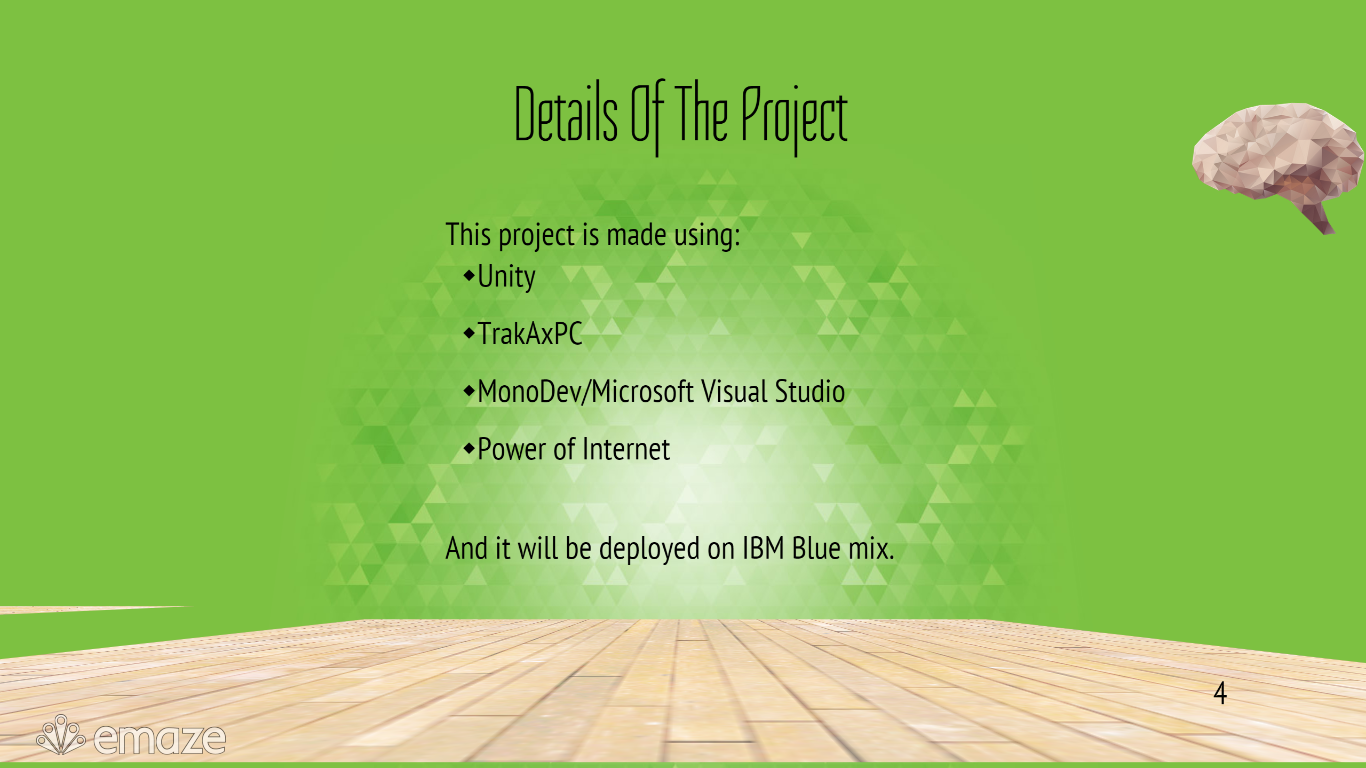 Details Of The Project
This project is made using:
◆Unity
◆TrakAxPC
◆MonoDev/Microsoft Visual Studio
◆Power of Internet
And it will be deployed on IBM Blue mix.
4
emaze